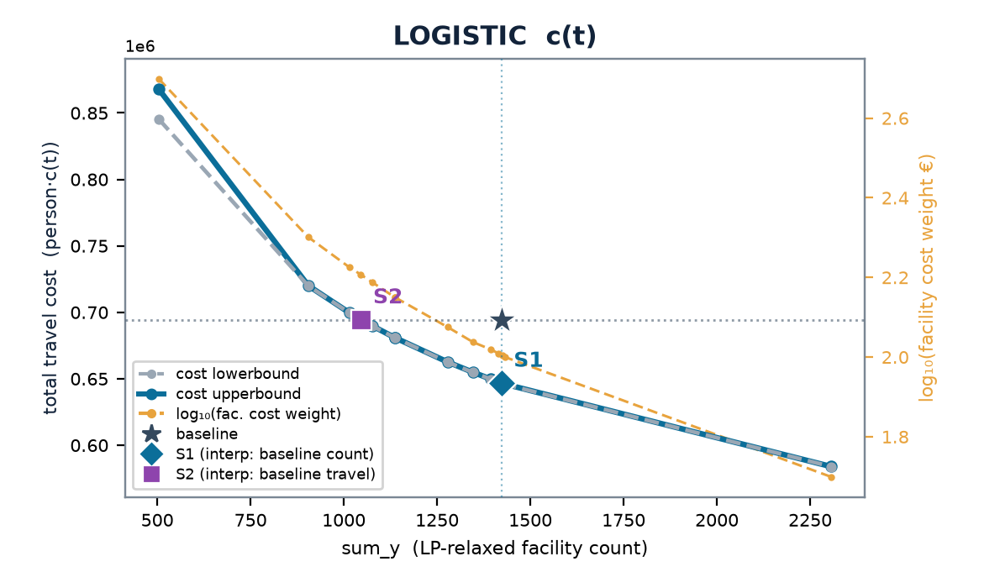 LOGISTIC  c(t)
1e6
0.85
0.80
0.75
0.70
0.65
0.60
total travel cost  (person·c(t))
2.6
2.4
2.2
2.0
1.8
log₁₀(facility cost weight €)
S2
S1
cost lowerbound
cost upperbound
log₁₀(fac. cost weight)
baseline
S1 (interp: baseline count)
S2 (interp: baseline travel)
500 750 1000 1250 1500 1750 2000 2250
sum_y  (LP-relaxed facility count)